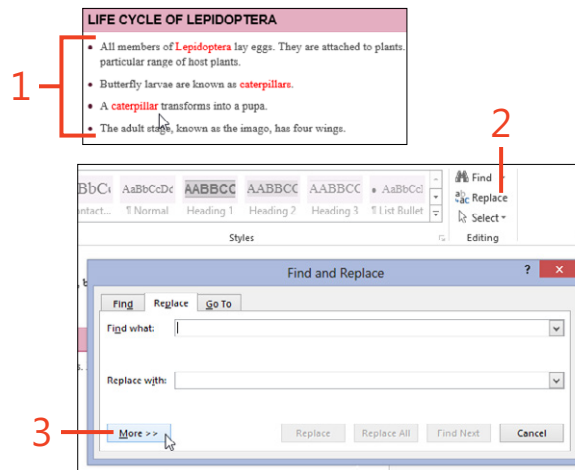 LIFE CYCLE OF LEPIDOPTERA
• All members of Lepidoptera lay eggs. They are attached to plants.
particular range of host plants.
• Butterfly larvae are known as caterpillars.
• A caterpillar transforms into a pupa.
• The adult stage, known as the imago, has four wings.
1
2
BbCc AaBbCcDc AABBCC AABBCC AABBCC • AaBbCcl
ontact... ¶ Normal Heading 1 Heading 2 Heading 3 ¶ List Bullet
Styles
Find
Replace
Select
Editing
Find and Replace ? ×
Find Replace Go To
Find what:
Replace with:
3
More >> Replace Replace All Find Next Cancel